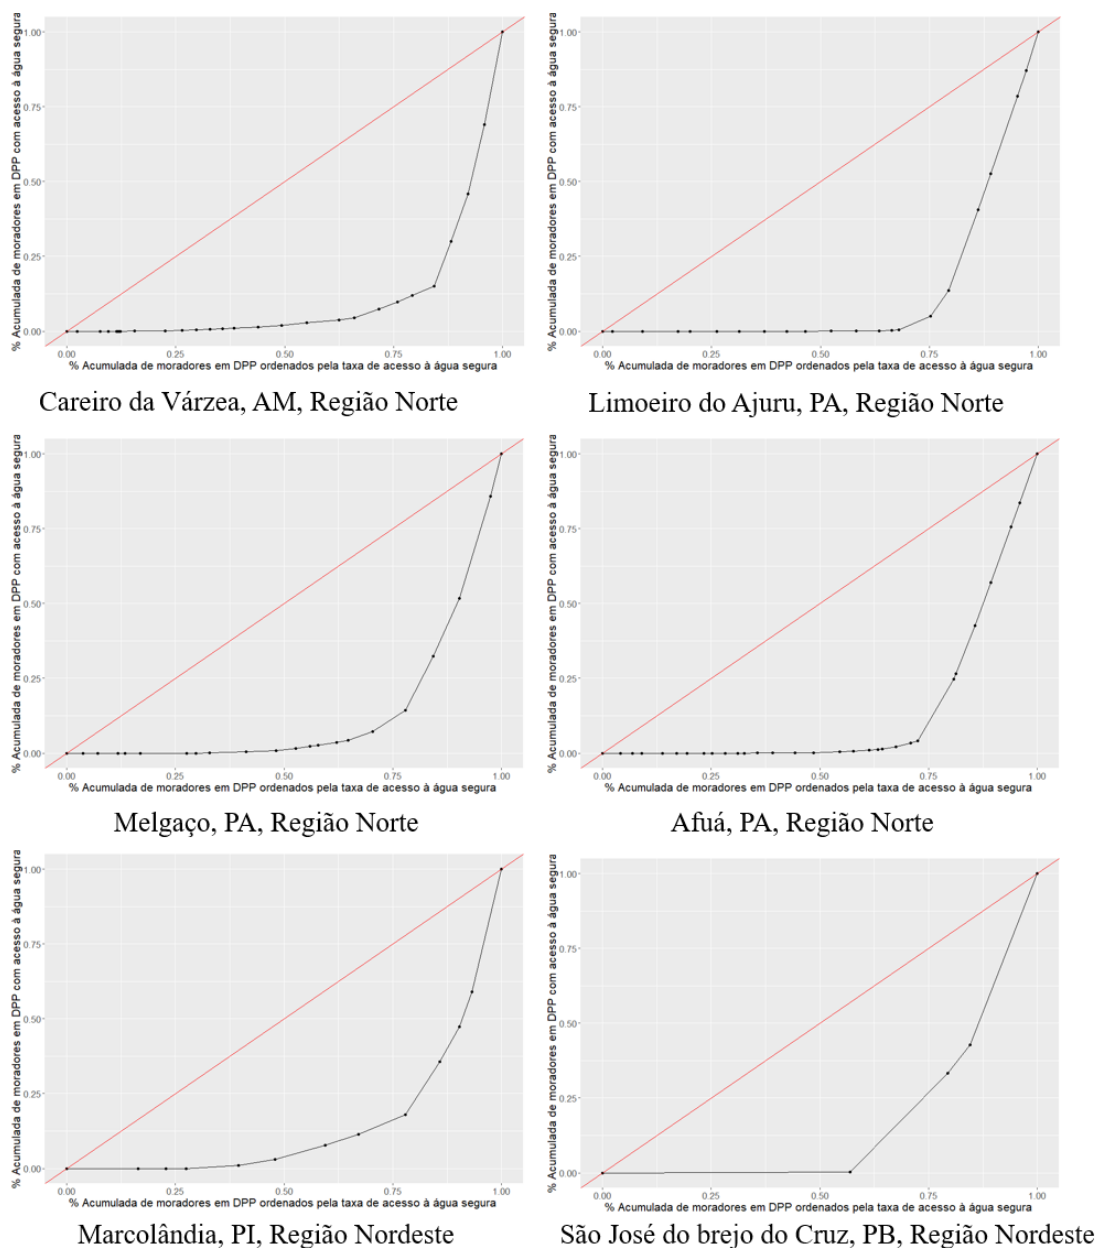 % Acumulada de moradores em DPP com acesso à água segura
1.00
0.75
0.50
0.25
0.00
0.00 0.25 0.50 0.75 1.00
% Acumulada de moradores em DPP ordenados pela taxa de acesso à água segura
Careiro da Várzea, AM, Região Norte
% Acumulada de moradores em DPP com acesso à água segura
1.00
0.75
0.50
0.25
0.00
0.00 0.25 0.50 0.75 1.00
% Acumulada de moradores em DPP ordenados pela taxa de acesso à água segura
Limoeiro do Ajuru, PA, Região Norte
% Acumulada de moradores em DPP com acesso à água segura
1.00
0.75
0.50
0.25
0.00
0.00 0.25 0.50 0.75 1.00
% Acumulada de moradores em DPP ordenados pela taxa de acesso à água segura
Melgaço, PA, Região Norte
% Acumulada de moradores em DPP com acesso à água segura
1.00
0.75
0.50
0.25
0.00
0.00 0.25 0.50 0.75 1.00
% Acumulada de moradores em DPP ordenados pela taxa de acesso à água segura
Afuá, PA, Região Norte
% Acumulada de moradores em DPP com acesso à água segura
1.00
0.75
0.50
0.25
0.00
0.00 0.25 0.50 0.75 1.00
% Acumulada de moradores em DPP ordenados pela taxa de acesso à água segura
Marcolândia, PI, Região Nordeste
% Acumulada de moradores em DPP com acesso à água segura
1.00
0.75
0.50
0.25
0.00
0.00 0.25 0.50 0.75 1.00
% Acumulada de moradores em DPP ordenados pela taxa de acesso à água segura
São José do brejo do Cruz, PB, Região Nordeste